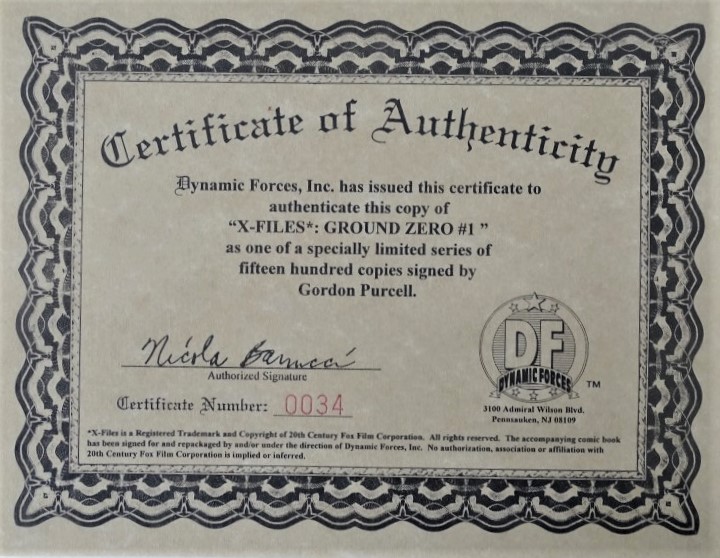 Certificate of Authenticity
Dynamic Forces, Inc. has issued this certificate to
authenticate this copy of
“X-FILES*: GROUND ZERO #1 ”
as one of a specially limited series of
fifteen hundred copies signed by
Gordon Purcell.
Nicola Barrucci
Authorized Signature
Certificate Number: 0034
DF
DYNAMIC FORCES
TM
3100 Admiral Wilson Blvd.
Pennsauken, NJ 08109
*X-Files is a Registered Trademark and Copyright of 20th Century Fox Film Corporation. All rights reserved. The accompanying comic book
has been signed for and repackaged by and/or under the direction of Dynamic Forces, Inc. No authorization, association or affiliation with
20th Century Fox Film Corporation is implied or inferred.